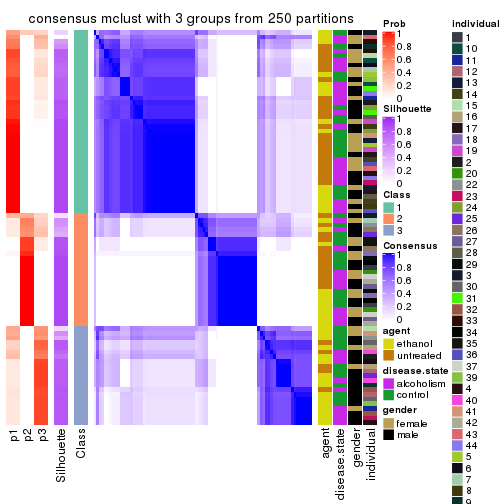 consensus mclust with 3 groups from 250 partitions
p1
p2
p3
Silhouette
Class
agent
disease.state
gender
individual
Prob
1
0.8
0.6
0.4
0.2
0
Silhouette
1
0.8
0.6
0.4
0.2
0
Class
1
2
3
Consensus
1
0.8
0.6
0.4
0.2
0
agent
ethanol
untreated
disease.state
alcoholism
control
gender
female
male
individual
1
10
11
12
13
14
15
16
17
18
19
2
20
22
23
24
25
26
27
28
29
3
30
31
32
33
34
35
36
37
39
4
40
41
42
43
44
5
6
7
8
9